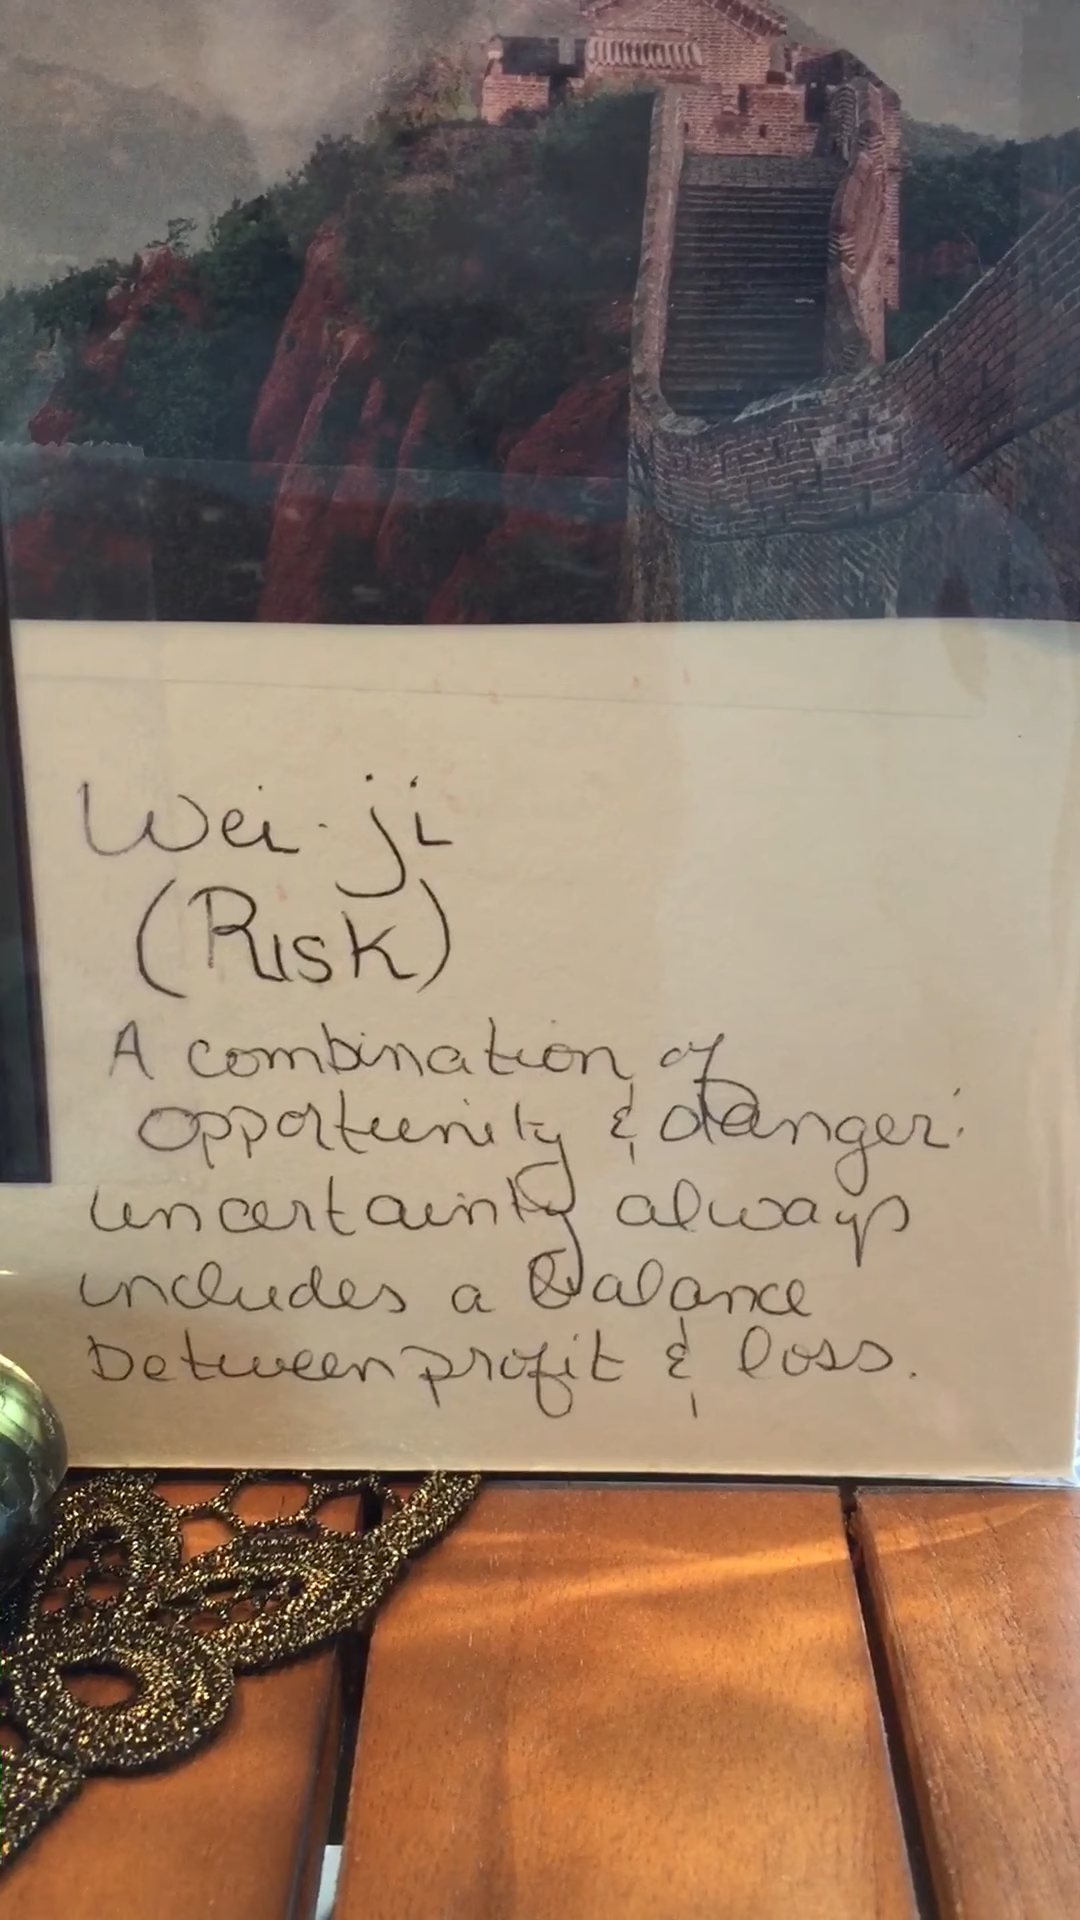 Wei-ji
(Risk)
A combination of
opportunity & danger:
uncertainty always
includes a balance
between profit & loss.